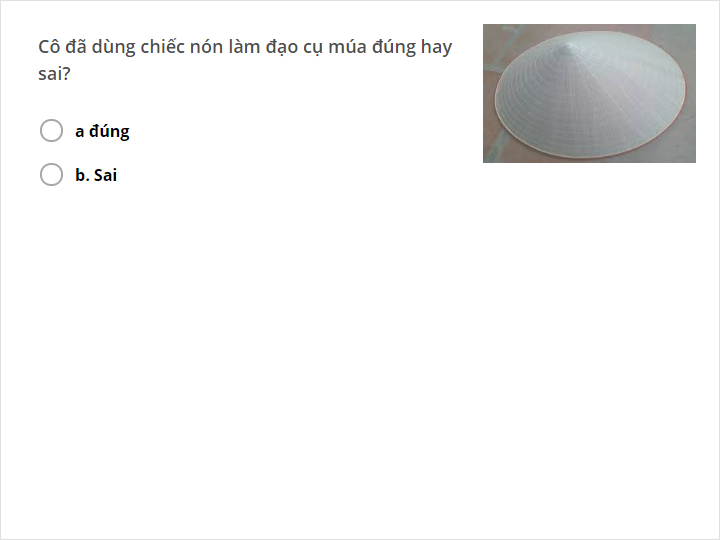 Cô đã dùng chiếc nón làm đạo cụ múa đúng hay
sai?
a đúng
b. Sai